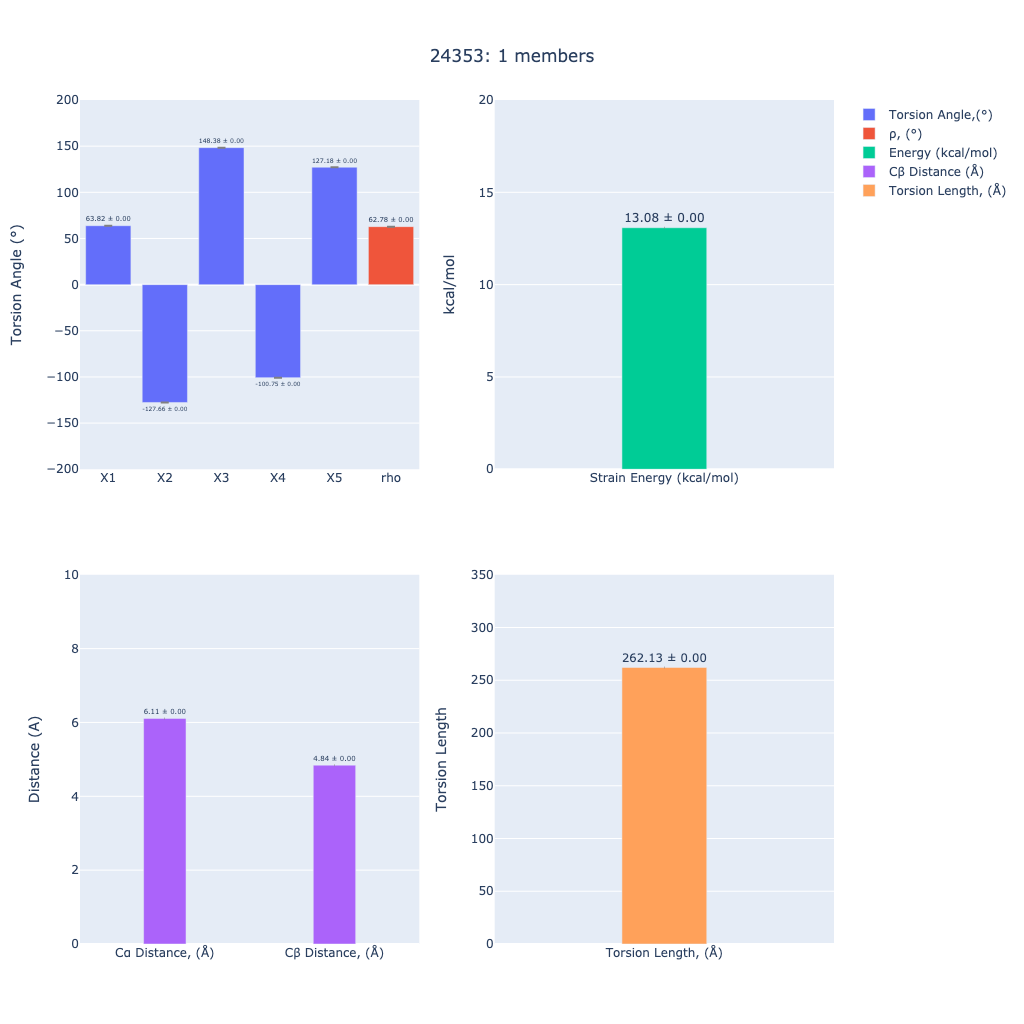 24353: 1 members
Torsion Angle (°)
200
150
100
50
0
−50
−100
−150
−200
63.82 ± 0.00
-127.66 ± 0.00
148.38 ± 0.00
-100.75 ± 0.00
127.18 ± 0.00
62.78 ± 0.00
X1 X2 X3 X4 X5 rho
kcal/mol
20
15
10
5
0
13.08 ± 0.00
Strain Energy (kcal/mol)
Torsion Angle,(°)
ρ, (°)
Energy (kcal/mol)
Cβ Distance (Å)
Torsion Length, (Å)
Distance (A)
10
8
6
4
2
0
6.11 ± 0.00
4.84 ± 0.00
Cα Distance, (Å) Cβ Distance, (Å)
Torsion Length
350
300
250
200
150
100
50
0
262.13 ± 0.00
Torsion Length, (Å)